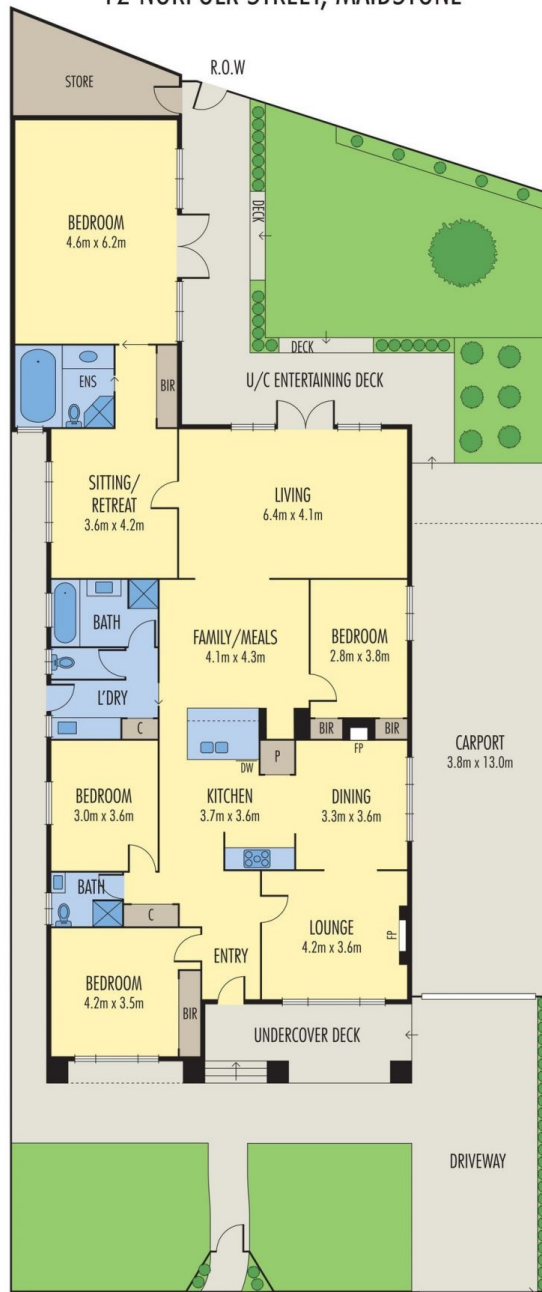 12 NORFOLK STREET, MAIDSTONE
R.O.W
STORE
BEDROOM
4.6m x 6.2m
DECK
DECK
ENS
BIR
U/C ENTERTAINING DECK
SITTING/
RETREAT
3.6m x 4.2m
LIVING
6.4m x 4.1m
BATH
FAMILY/MEALS
4.1m x 4.3m
BEDROOM
2.8m x 3.8m
L'DRY
C
BIR
BIR
FP
P
DW
CARPORT
3.8m x 13.0m
BEDROOM
3.0m x 3.6m
KITCHEN
3.7m x 3.6m
DINING
3.3m x 3.6m
BATH
C
LOUNGE
4.2m x 3.6m
FP
ENTRY
BEDROOM
4.2m x 3.5m
BIR
UNDERCOVER DECK
DRIVEWAY